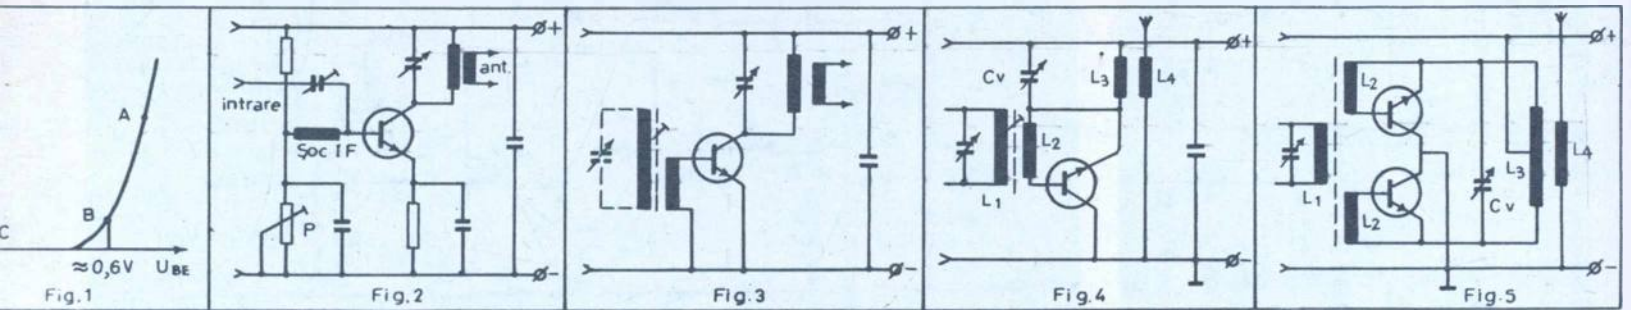 C
A
B
≈0,6V U_BE
Fig.1
+
intrare
ant.
Șoc IF
P
-
Fig.2
+
-
Fig.3
+
Cv
L3
L4
L2
L1
-
Fig.4
+
L2
L1
L2
L3
L4
Cv
-
Fig.5